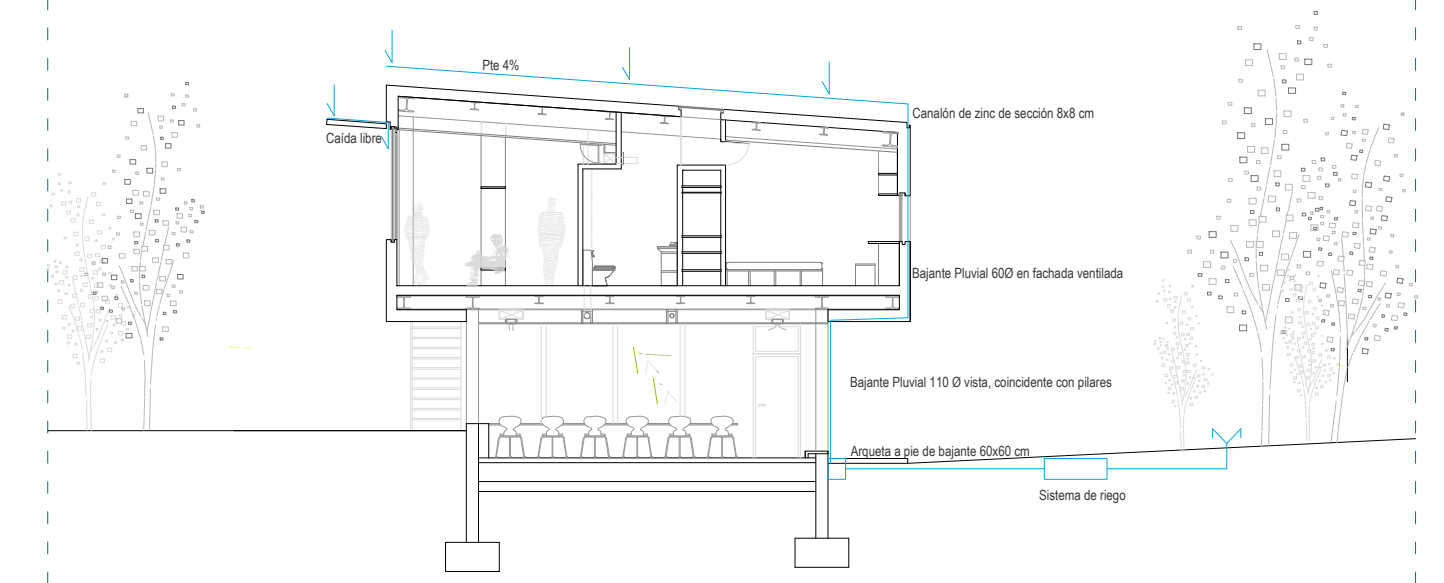 Pte 4%
Canalón de zinc de sección 8x8 cm
Caída libre
Bajante Pluvial 60Ø en fachada ventilada
Bajante Pluvial 110 Ø vista, coincidente con pilares
Arqueta a pie de bajante 60x60 cm
Sistema de riego